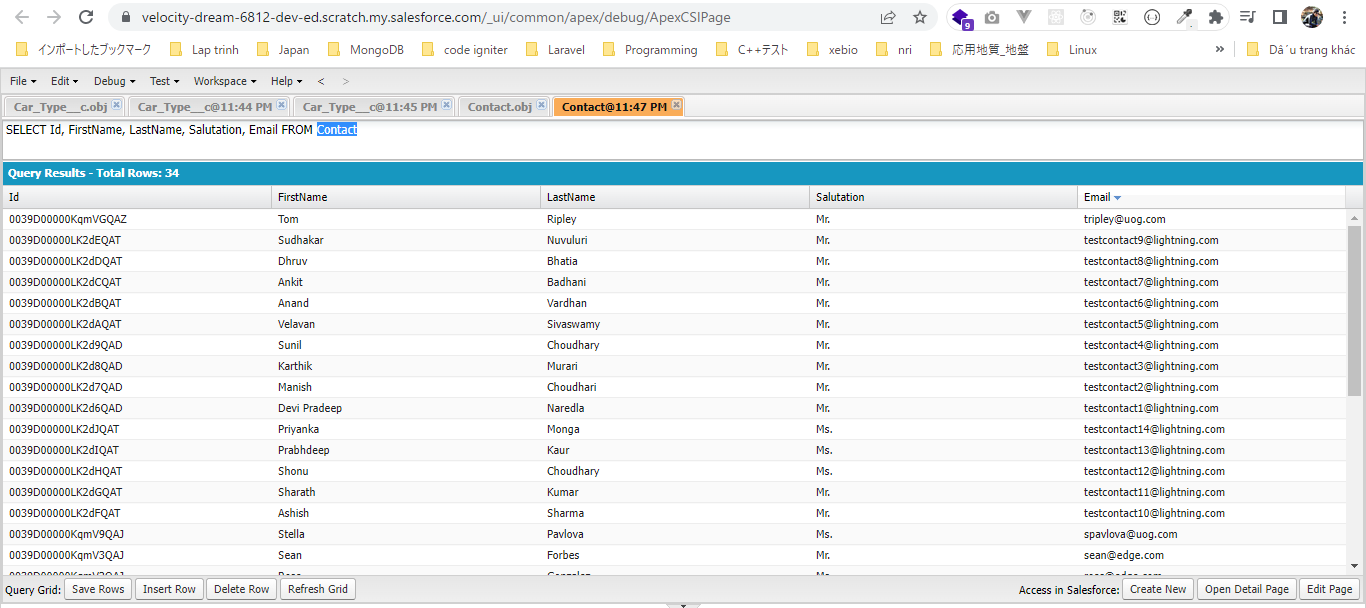 velocity-dream-6812-dev-ed.scratch.my.salesforce.com/_ui/common/apex/debug/ApexCSIPage
9
インポートしたブックマーク Lap trinh Japan MongoDB code igniter Laravel Programming C++テスト xebio nri 応用地質_地盤 Linux » Dấu trang khác
File Edit Debug Test Workspace Help < >
Car_Type__c.obj Car_Type__c@11:44 PM Car_Type__c@11:45 PM Contact.obj Contact@11:47 PM
SELECT Id, FirstName, LastName, Salutation, Email FROM Contact
Query Results - Total Rows: 34
Id FirstName LastName Salutation Email
0039D00000KqmVGQAZ Tom Ripley Mr. tripley@uog.com
0039D00000LK2dEQAT Sudhakar Nuvuluri Mr. testcontact9@lightning.com
0039D00000LK2dDQAT Dhruv Bhatia Mr. testcontact8@lightning.com
0039D00000LK2dCQAT Ankit Badhani Mr. testcontact7@lightning.com
0039D00000LK2dBQAT Anand Vardhan Mr. testcontact6@lightning.com
0039D00000LK2dAQAT Velavan Sivaswamy Mr. testcontact5@lightning.com
0039D00000LK2d9QAD Sunil Choudhary Mr. testcontact4@lightning.com
0039D00000LK2d8QAD Karthik Murari Mr. testcontact3@lightning.com
0039D00000LK2d7QAD Manish Choudhari Mr. testcontact2@lightning.com
0039D00000LK2d6QAD Devi Pradeep Naredla Mr. testcontact1@lightning.com
0039D00000LK2dJQAT Priyanka Monga Ms. testcontact14@lightning.com
0039D00000LK2dIQAT Prabhdeep Kaur Ms. testcontact13@lightning.com
0039D00000LK2dHQAT Shonu Choudhary Ms. testcontact12@lightning.com
0039D00000LK2dGQAT Sharath Kumar Mr. testcontact11@lightning.com
0039D00000LK2dFQAT Ashish Sharma Mr. testcontact10@lightning.com
0039D00000KqmV9QAJ Stella Pavlova Ms. spavlova@uog.com
0039D00000KqmV3QAJ Sean Forbes Mr. sean@edge.com
Query Grid: Save Rows Insert Row Delete Row Refresh Grid Access in Salesforce: Create New Open Detail Page Edit Page